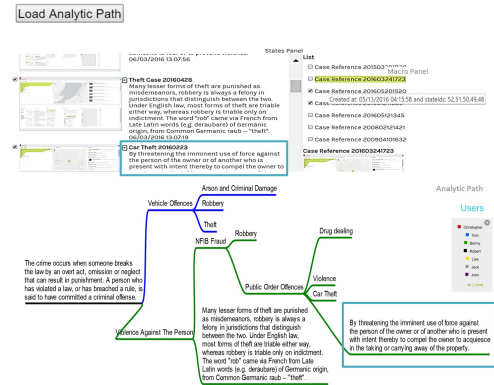 Load Analytic Path
States Panel
06/03/2016 13:07:56
Theft Case 20160428
Many lesser forms of theft are punished as
misdemeanors, robbery is always a felony in
jurisdictions that distinguish between the two.
Under English law, most forms of theft are triable
either way, whereas robbery is triable only on
indictment. The word "rob" came via French from
Late Latin words (e.g. deraubare) of Germanic
origin, from Common Germanic raub -- "theft".
06/03/2016 13:07:19
Car Theft 20160223
By threatening the imminent use of force against
the person of the owner or of another who is
present with intent thereby to compel the owner to
List
Case Reference
Macro Panel
Case Reference 201603241723
Case Reference 201605201520
Created at: 05/13/2016 04:15:58 and stateIds: 52,51,50,49,48
Case Reference 201605121345
Case Reference 200802121421
Case Reference 200804101632
Case Reference 201603241723
Analytic Path
Users
Christopher
Tom
Benny
Robert
Lisa
Jack
John
Arson and Criminal Damage
Vehicle Offences
Robbery
Theft
NFIB Fraud
Robbery
Drug dealing
The crime occurs when someone breaks
the law by an overt act, omission or neglect
that can result in punishment. A person who
has violated a law, or has breached a rule, is
said to have committed a criminal offense.
Public Order Offences
Violence
Car Theft
Violence Against The Person
Many lesser forms of theft are punished
as misdemeanors, robbery is always a
felony in jurisdictions that distinguish
between the two. Under English law,
most forms of theft are triable either way,
whereas robbery is triable only on indictment.
The word "rob" came via French from Late
Latin words (e.g. deraubare) of Germanic origin,
from Common Germanic raub -- "theft".
By threatening the imminent use of force against
the person of the owner or of another who is present
with intent thereby to compel the owner to acquiesce
in the taking or carrying away of the property.